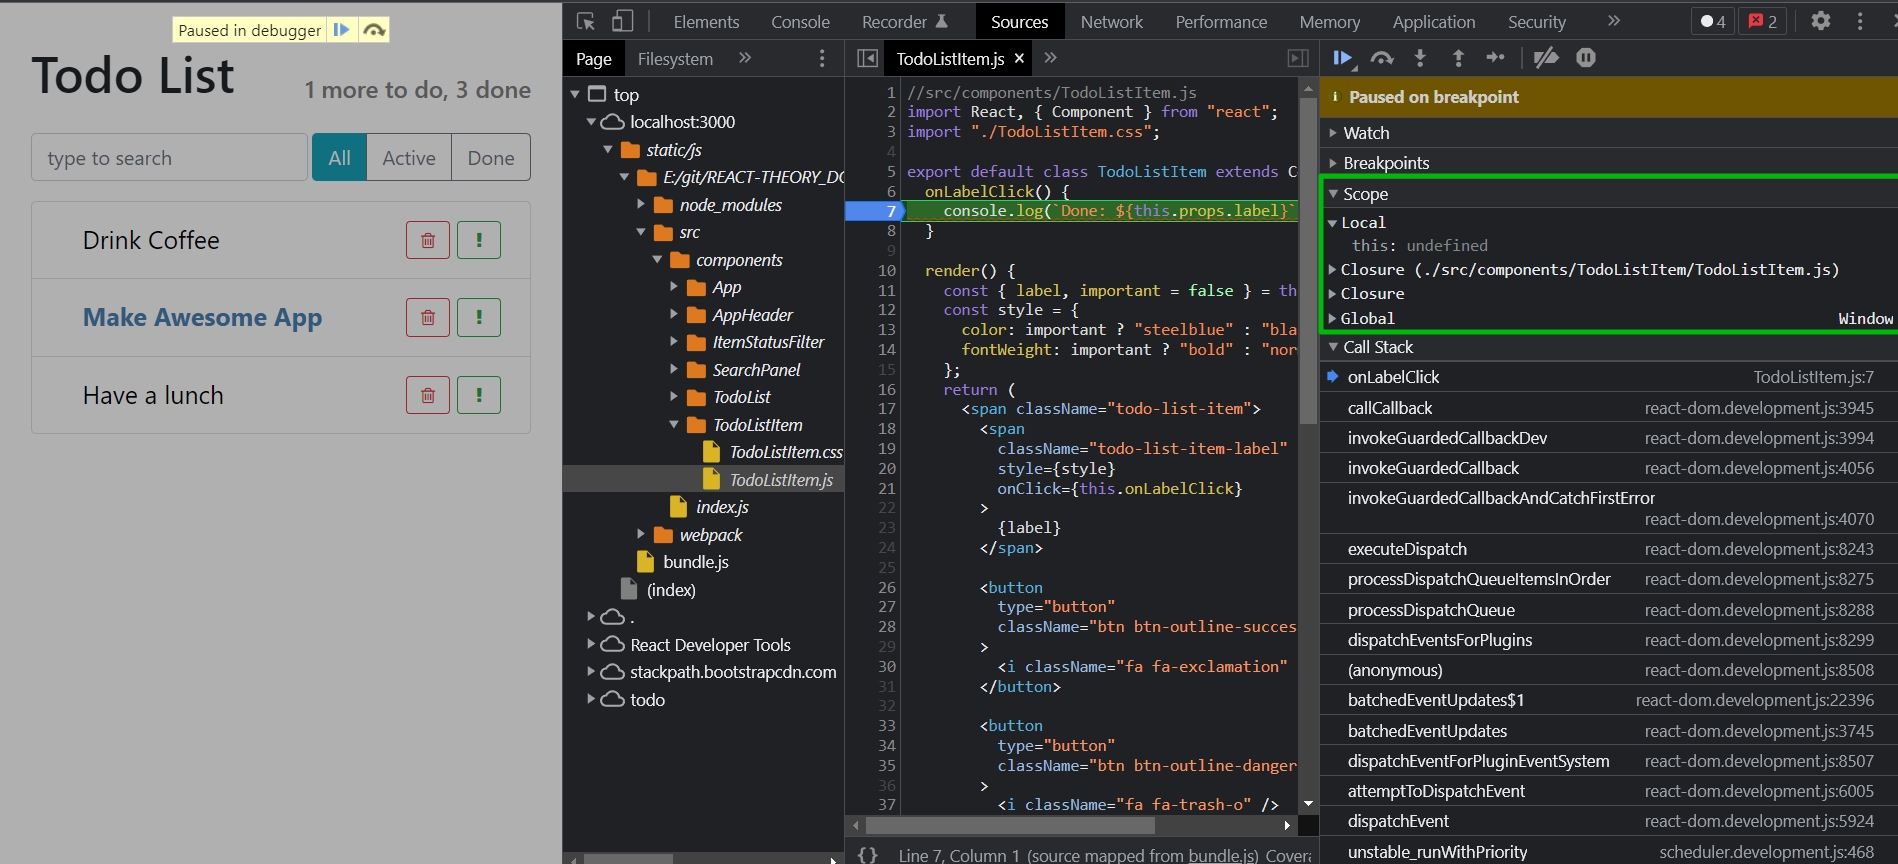 Paused in debugger
Todo List
1 more to do, 3 done
type to search
All
Active
Done
Drink Coffee
!
Make Awesome App
!
Have a lunch
!
Elements
Console
Recorder
Sources
Network
Performance
Memory
Application
Security
»
4
2
Page
Filesystem
»
top
localhost:3000
static/js
E:/git/REACT-THEORY_DO
node_modules
src
components
App
AppHeader
ItemStatusFilter
SearchPanel
TodoList
TodoListItem
TodoListItem.css
TodoListItem.js
index.js
webpack
bundle.js
(index)
.
React Developer Tools
stackpath.bootstrapcdn.com
todo
TodoListItem.js ×
»
1 //src/components/TodoListItem.js
2 import React, { Component } from "react";
3 import "./TodoListItem.css";
4
5 export default class TodoListItem extends C
6 onLabelClick() {
7 console.log(`Done: ${this.props.label}`
8 }
9
10 render() {
11 const { label, important = false } = th
12 const style = {
13 color: important ? "steelblue" : "bla
14 fontWeight: important ? "bold" : "nor
15 };
16 return (
17 <span className="todo-list-item">
18 <span
19 className="todo-list-item-label"
20 style={style}
21 onClick={this.onLabelClick}
22 >
23 {label}
24 </span>
25
26 <button
27 type="button"
28 className="btn btn-outline-succes
29 >
30 <i className="fa fa-exclamation"
31 </button>
32
33 <button
34 type="button"
35 className="btn btn-outline-danger
36 >
37 <i className="fa fa-trash-o" />
{} Line 7, Column 1 (source mapped from bundle.js) Covera
Paused on breakpoint
Watch
Breakpoints
Scope
Local
this: undefined
Closure (./src/components/TodoListItem/TodoListItem.js)
Closure
Global Window
Call Stack
onLabelClick TodoListItem.js:7
callCallback react-dom.development.js:3945
invokeGuardedCallbackDev react-dom.development.js:3994
invokeGuardedCallback react-dom.development.js:4056
invokeGuardedCallbackAndCatchFirstError
react-dom.development.js:4070
executeDispatch react-dom.development.js:8243
processDispatchQueueItemsInOrder react-dom.development.js:8275
processDispatchQueue react-dom.development.js:8288
dispatchEventsForPlugins react-dom.development.js:8299
(anonymous) react-dom.development.js:8508
batchedEventUpdates$1 react-dom.development.js:22396
batchedEventUpdates react-dom.development.js:3745
dispatchEventForPluginEventSystem react-dom.development.js:8507
attemptToDispatchEvent react-dom.development.js:6005
dispatchEvent react-dom.development.js:5924
unstable_runWithPriority scheduler.development.js:468